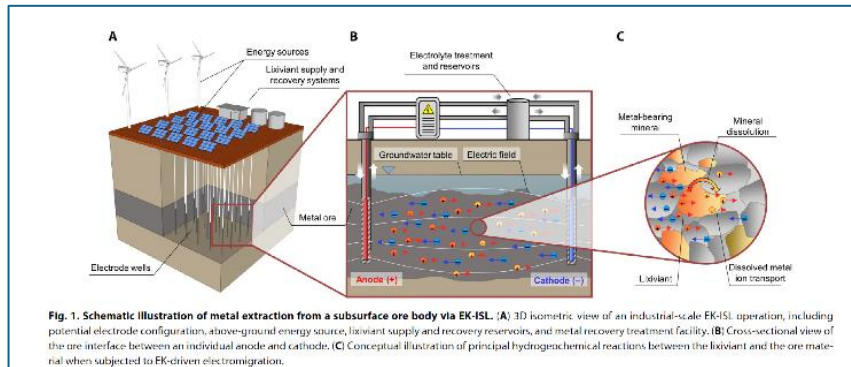 A
Energy sources
Lixiviant supply and
recovery systems
Metal ore
Electrode wells
B
Electrolyte treatment
and reservoirs
Groundwater table
Electric field
Anode (+)
Cathode (−)
C
Metal-bearing
mineral
Mineral
dissolution
Lixiviant
Dissolved metal
ion transport
Fig. 1. Schematic illustration of metal extraction from a subsurface ore body via EK-ISL. (A) 3D isometric view of an industrial-scale EK-ISL operation, including
potential electrode configuration, above-ground energy source, lixiviant supply and recovery reservoirs, and metal recovery treatment facility. (B) Cross-sectional view of
the ore interface between an individual anode and cathode. (C) Conceptual illustration of principal hydrogeochemical reactions between the lixiviant and the ore mate-
rial when subjected to EK-driven electromigration.